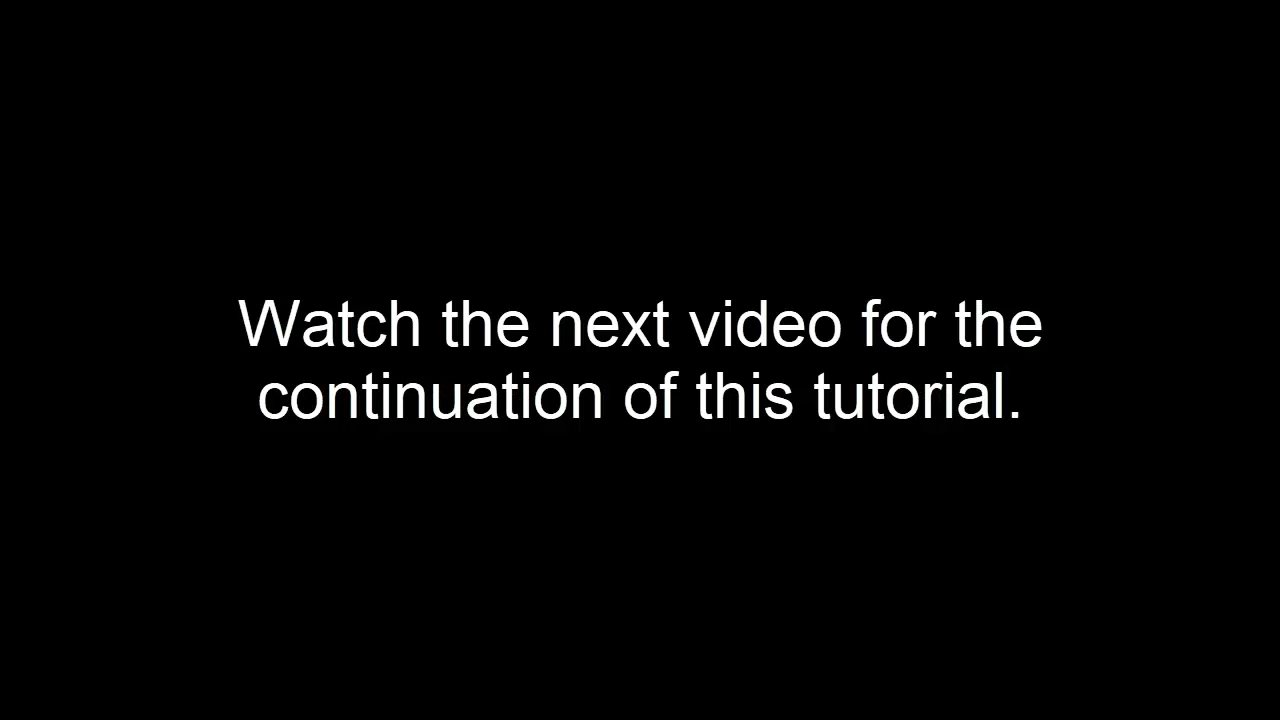 Watch the next video for the
continuation of this tutorial.